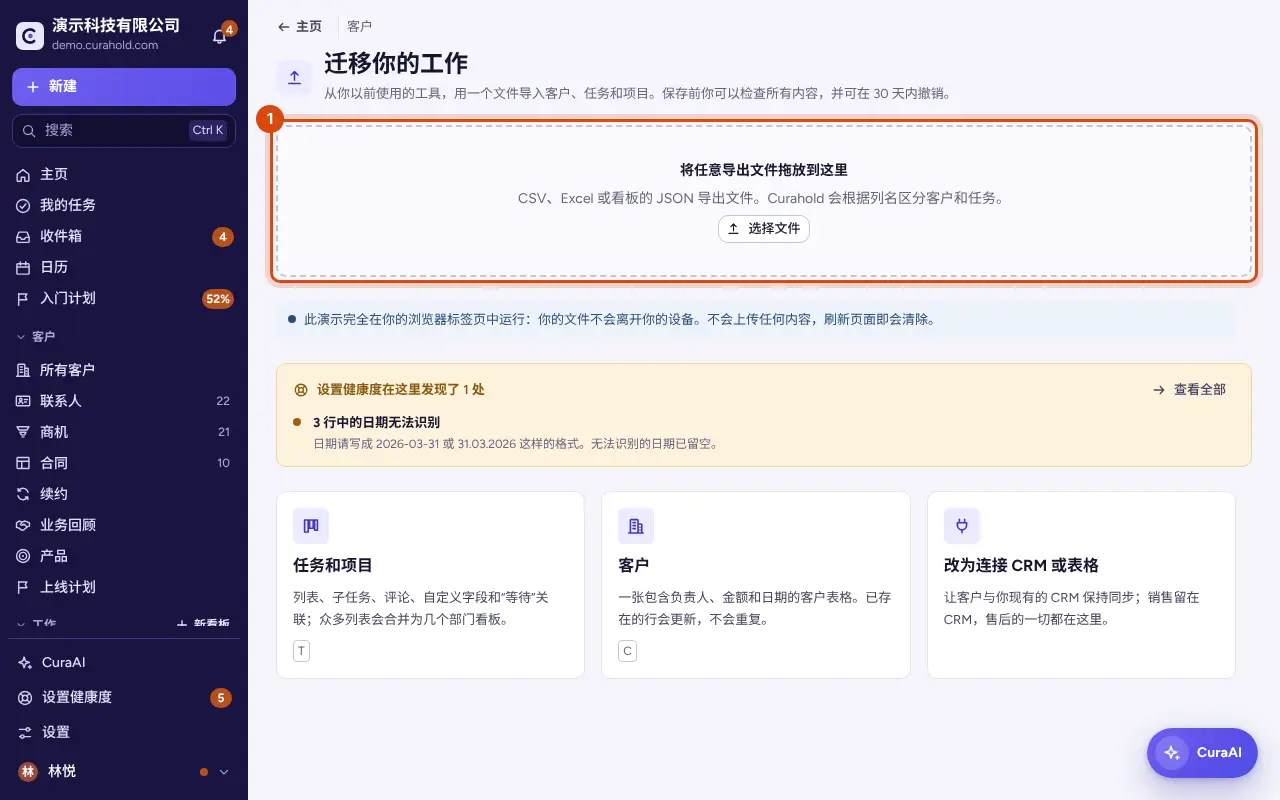 演示科技有限公司
demo.curahold.com
4
新建
搜索
Ctrl K
主页
我的任务
收件箱
4
日历
入门计划
52%
客户
所有客户
联系人
22
商机
21
合同
10
续约
业务回顾
产品
上线计划
工作
新看板
CuraAI
设置健康度
5
设置
林
林悦
主页
客户
迁移你的工作
从你以前使用的工具，用一个文件导入客户、任务和项目。保存前你可以检查所有内容，并可在 30 天内撤销。
1
将任意导出文件拖放到这里
CSV、Excel 或看板的 JSON 导出文件。Curahold 会根据列名区分客户和任务。
选择文件
此演示完全在你的浏览器标签页中运行：你的文件不会离开你的设备。不会上传任何内容，刷新页面即会清除。
设置健康度在这里发现了 1 处
查看全部
3 行中的日期无法识别
日期请写成 2026-03-31 或 31.03.2026 这样的格式。无法识别的日期已留空。
任务和项目
列表、子任务、评论、自定义字段和“等待”关
联；众多列表会合并为几个部门看板。
T
客户
一张包含负责人、金额和日期的客户表格。已存
在的行会更新，不会重复。
C
改为连接 CRM 或表格
让客户与你现有的 CRM 保持同步；销售留在
CRM，售后的一切都在这里。
CuraAI